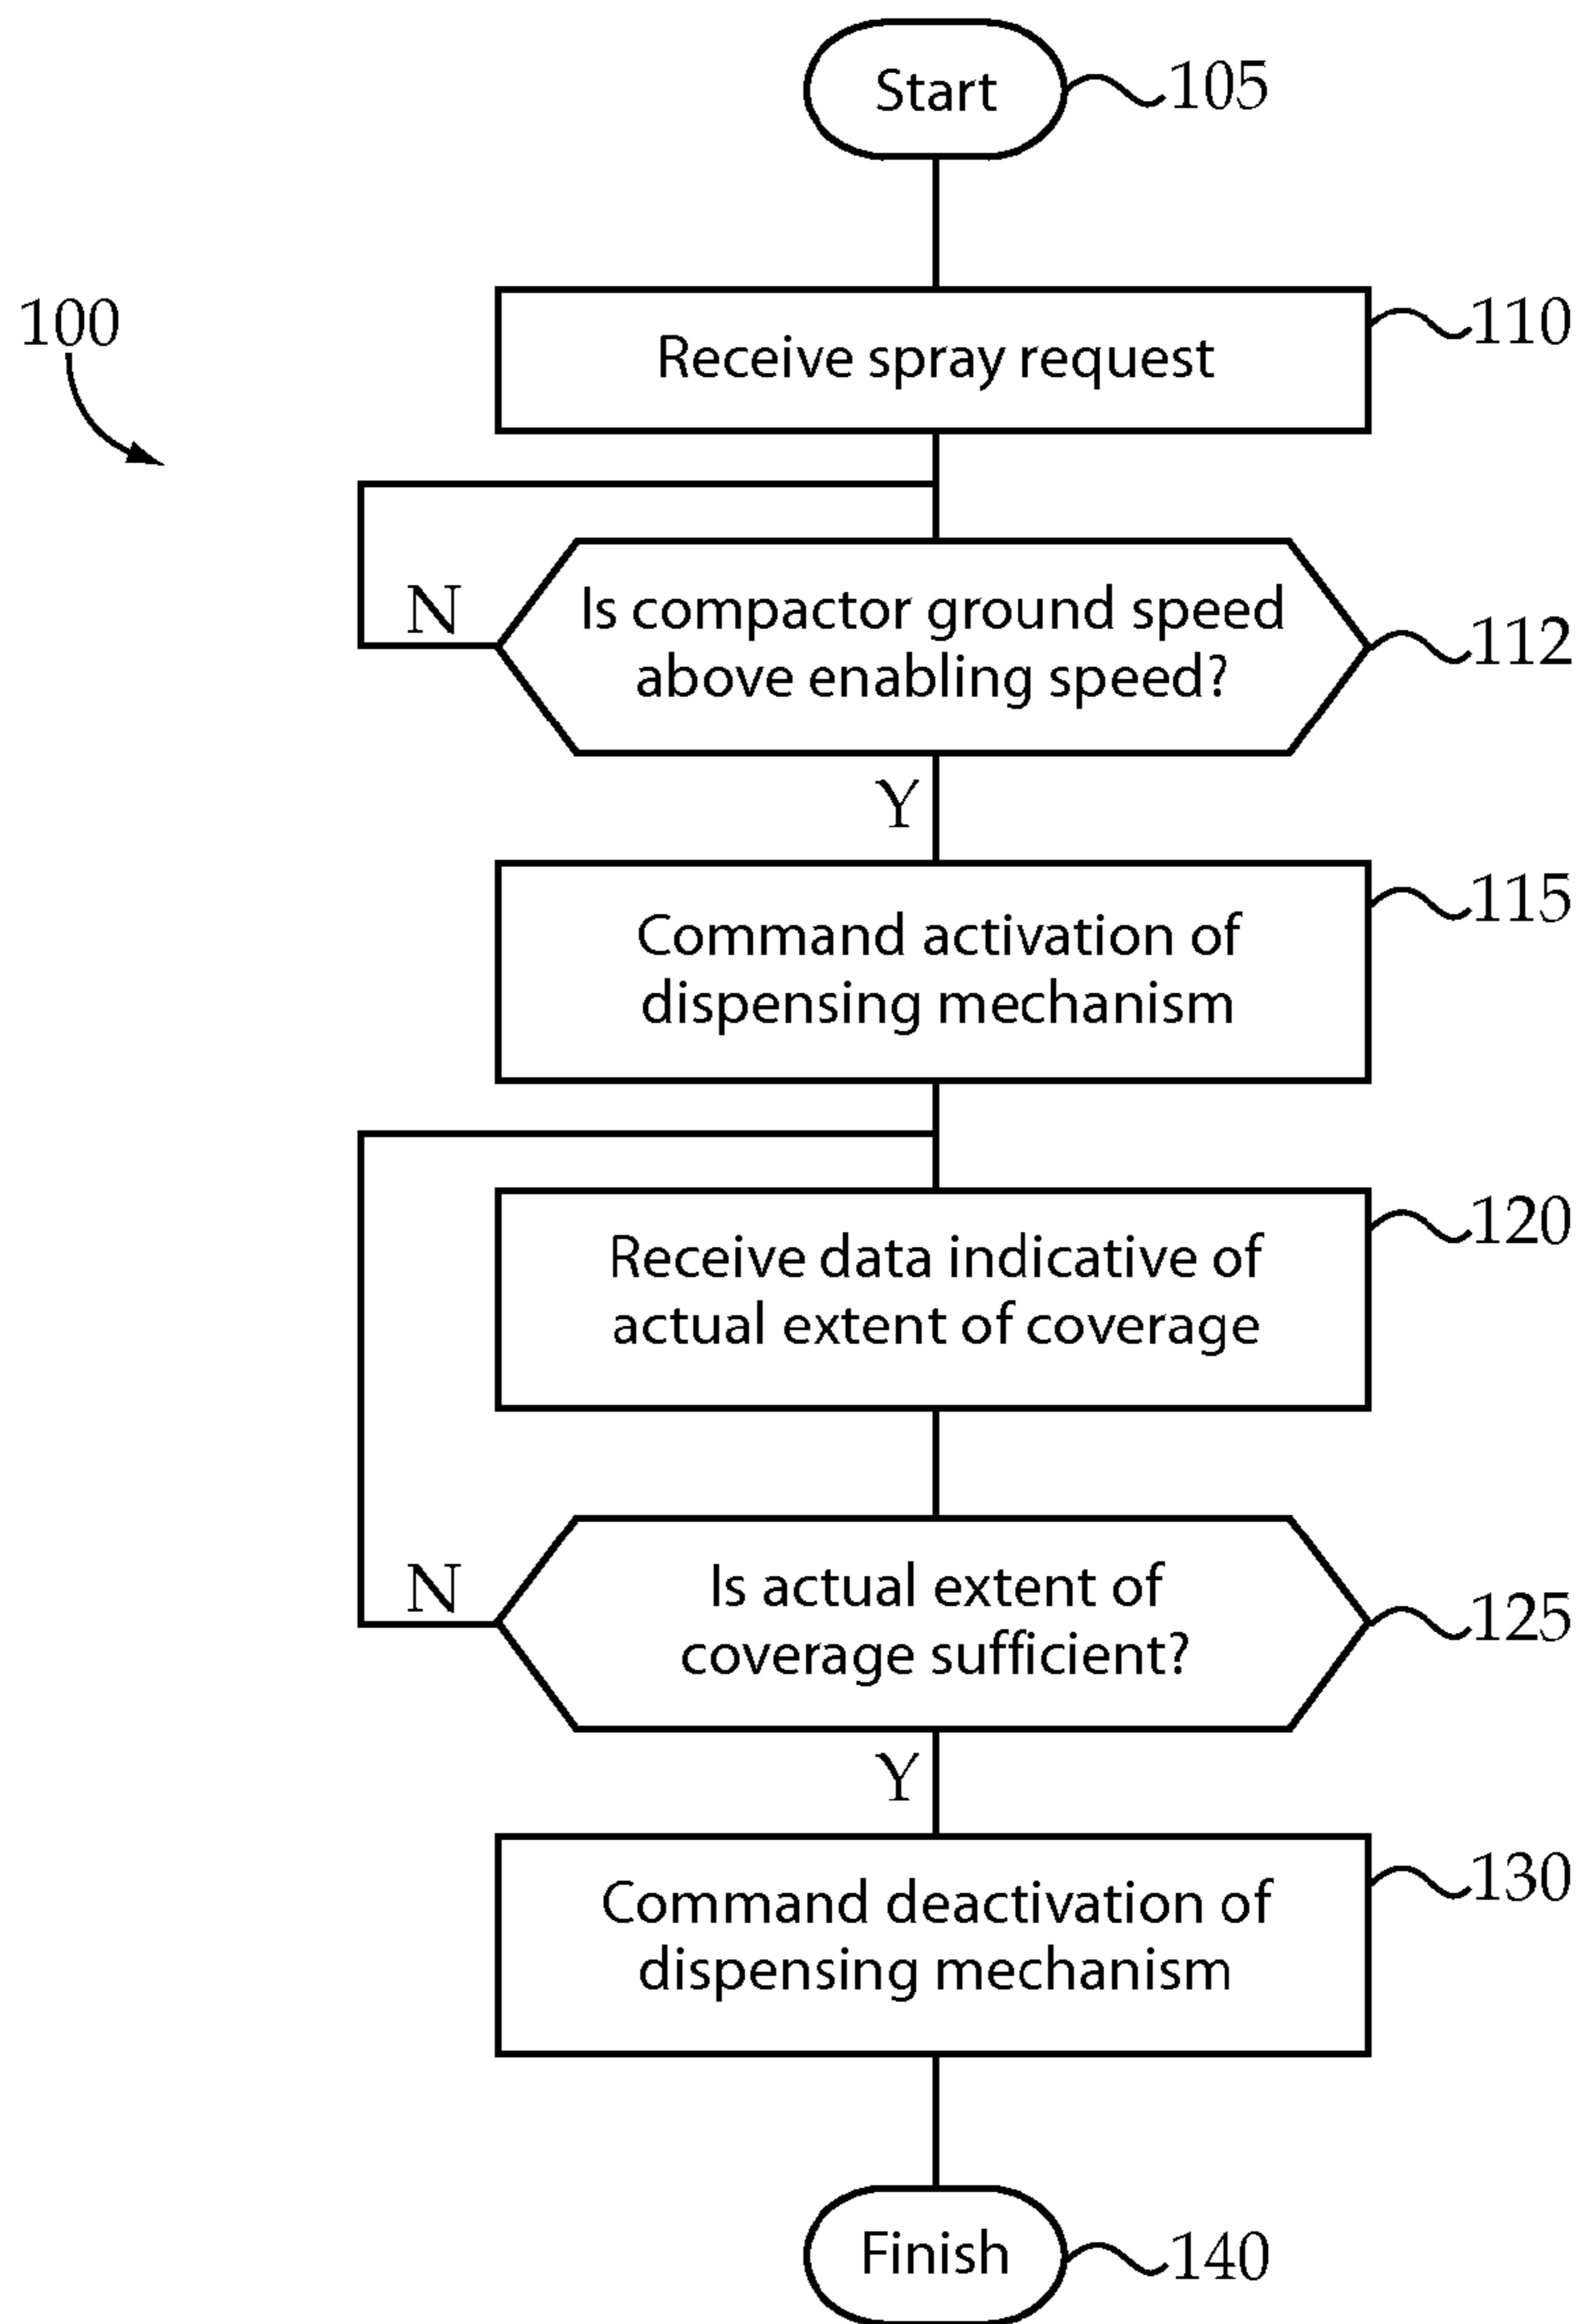 Start
105
100
Receive spray request
110
N
Is compactor ground speed
above enabling speed?
112
Y
Command activation of
dispensing mechanism
115
Receive data indicative of
actual extent of coverage
120
N
Is actual extent of
coverage sufficient?
125
Y
Command deactivation of
dispensing mechanism
130
Finish
140